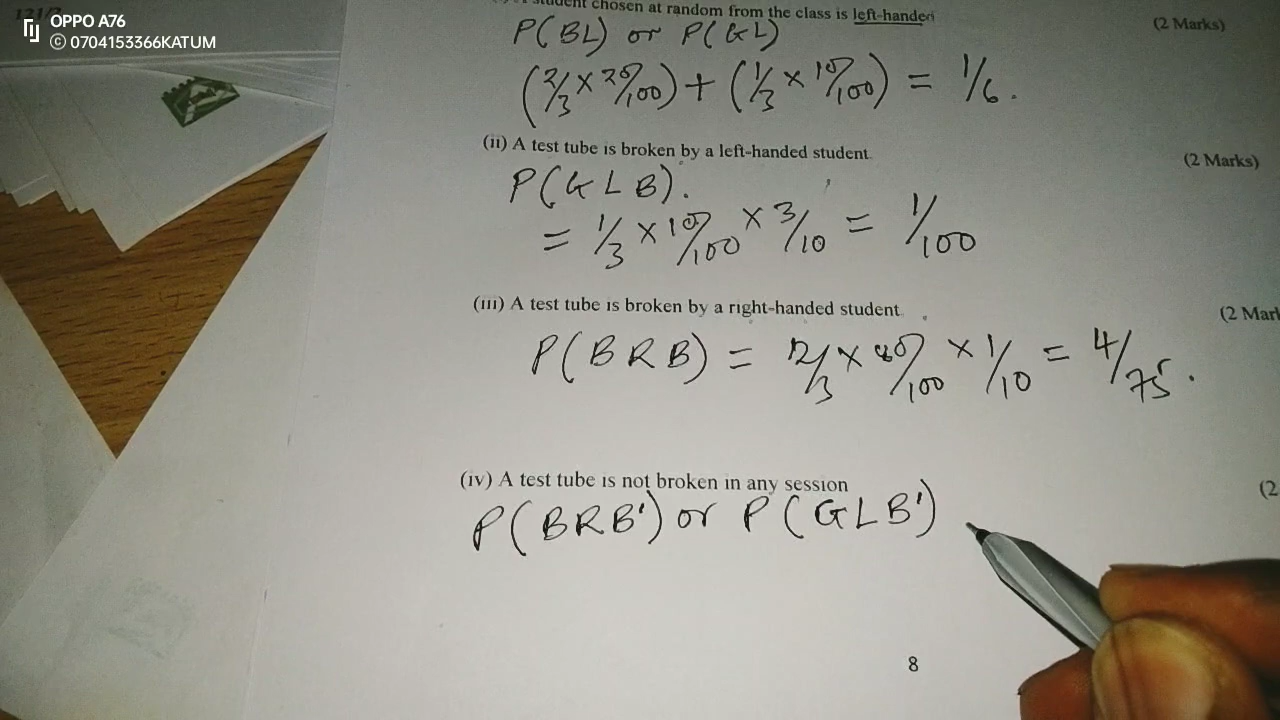 OPPO A76
© 0704153366KATUM
student chosen at random from the class is left-handed (2 Marks)
P(BL) or P(GL)
(2/3 × 20/100) + (1/3 × 10/100) = 1/6.
(ii) A test tube is broken by a left-handed student (2 Marks)
P(GLB).
= 1/3 × 10/100 × 3/10 = 1/100
(iii) A test tube is broken by a right-handed student (2 Mar
P(BRB) = 2/3 × 80/100 × 1/10 = 4/75.
(iv) A test tube is not broken in any session (2
P(BRB') or P(GLB')
8